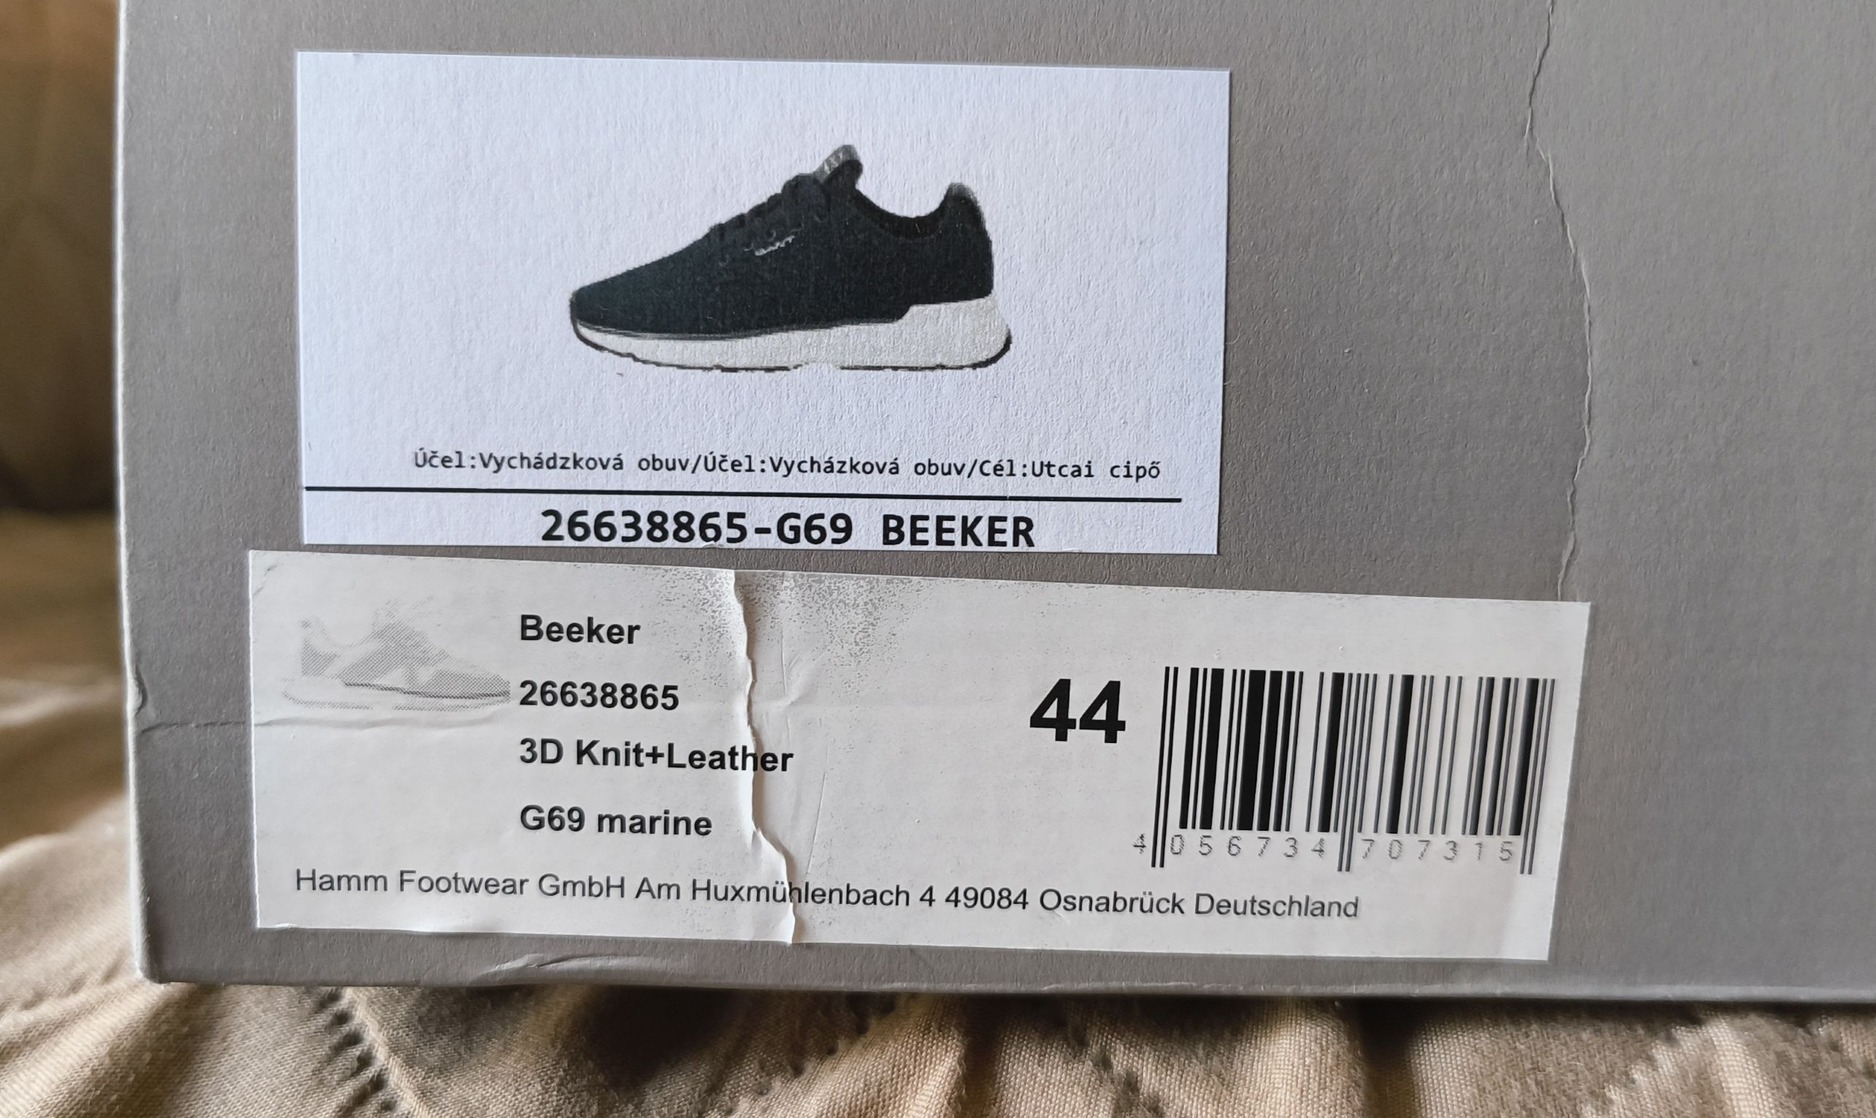 Účel:Vychádzková obuv/Účel:Vycházková obuv/Cél:Utcai cipő
26638865-G69 BEEKER
Beeker
26638865
3D Knit+Leather
G69 marine
44
4 056734 707315
Hamm Footwear GmbH Am Huxmühlenbach 4 49084 Osnabrück Deutschland